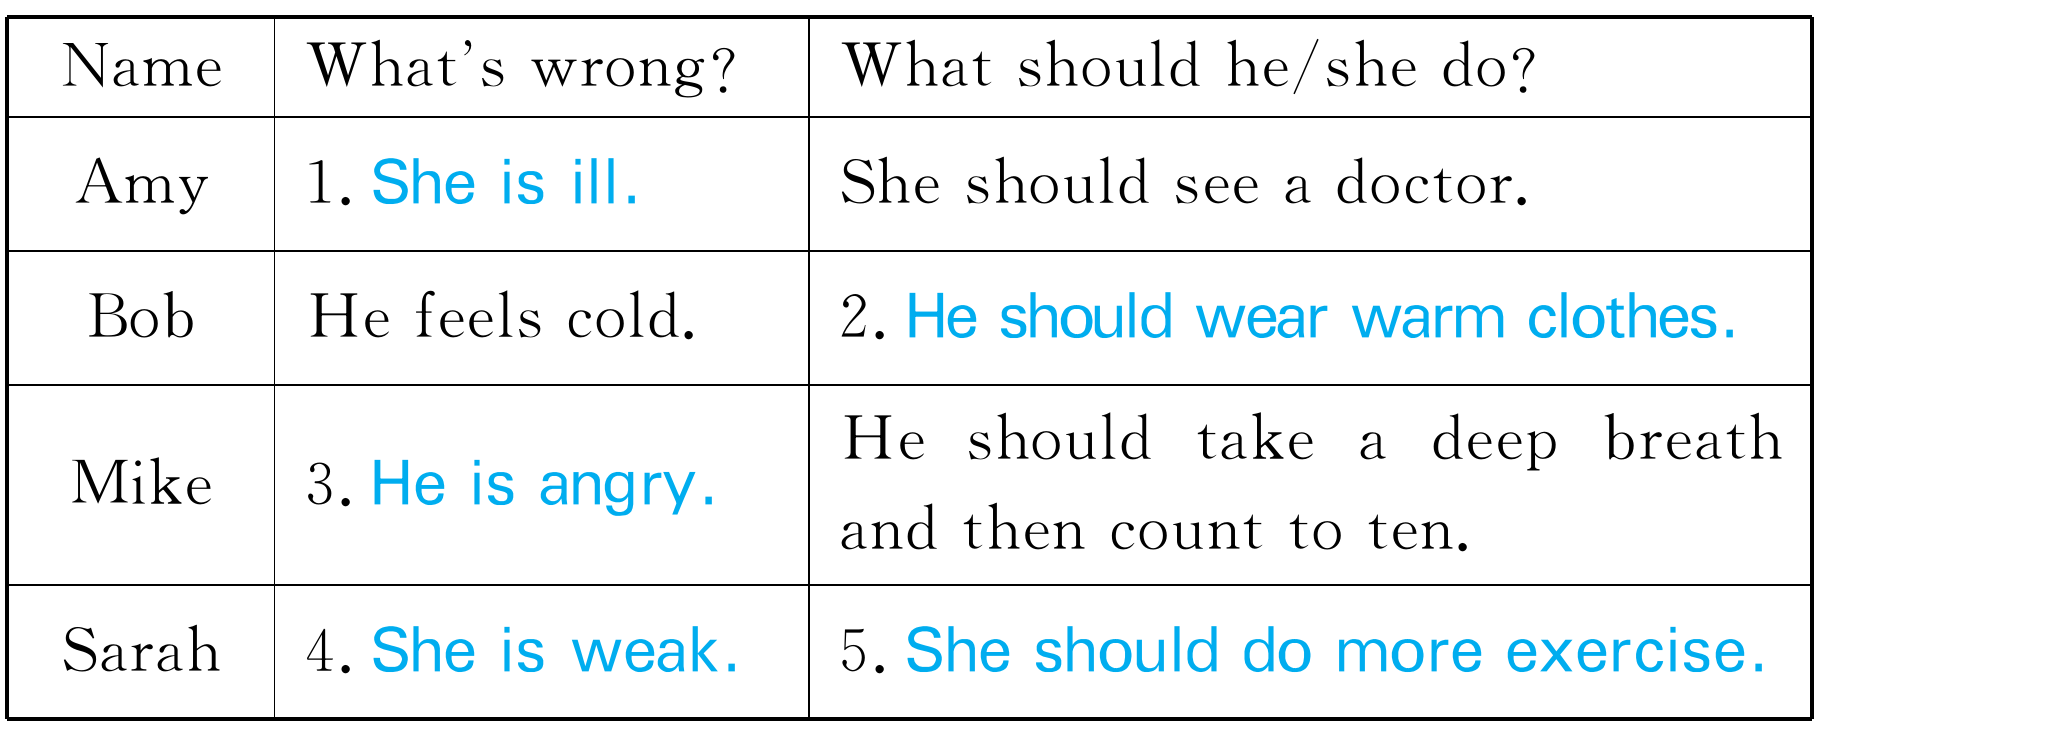 Name What's wrong? What should he/she do?
Amy 1. She is ill. She should see a doctor.
Bob He feels cold. 2. He should wear warm clothes.
Mike 3. He is angry. He should take a deep breath
and then count to ten.
Sarah 4. She is weak. 5. She should do more exercise.